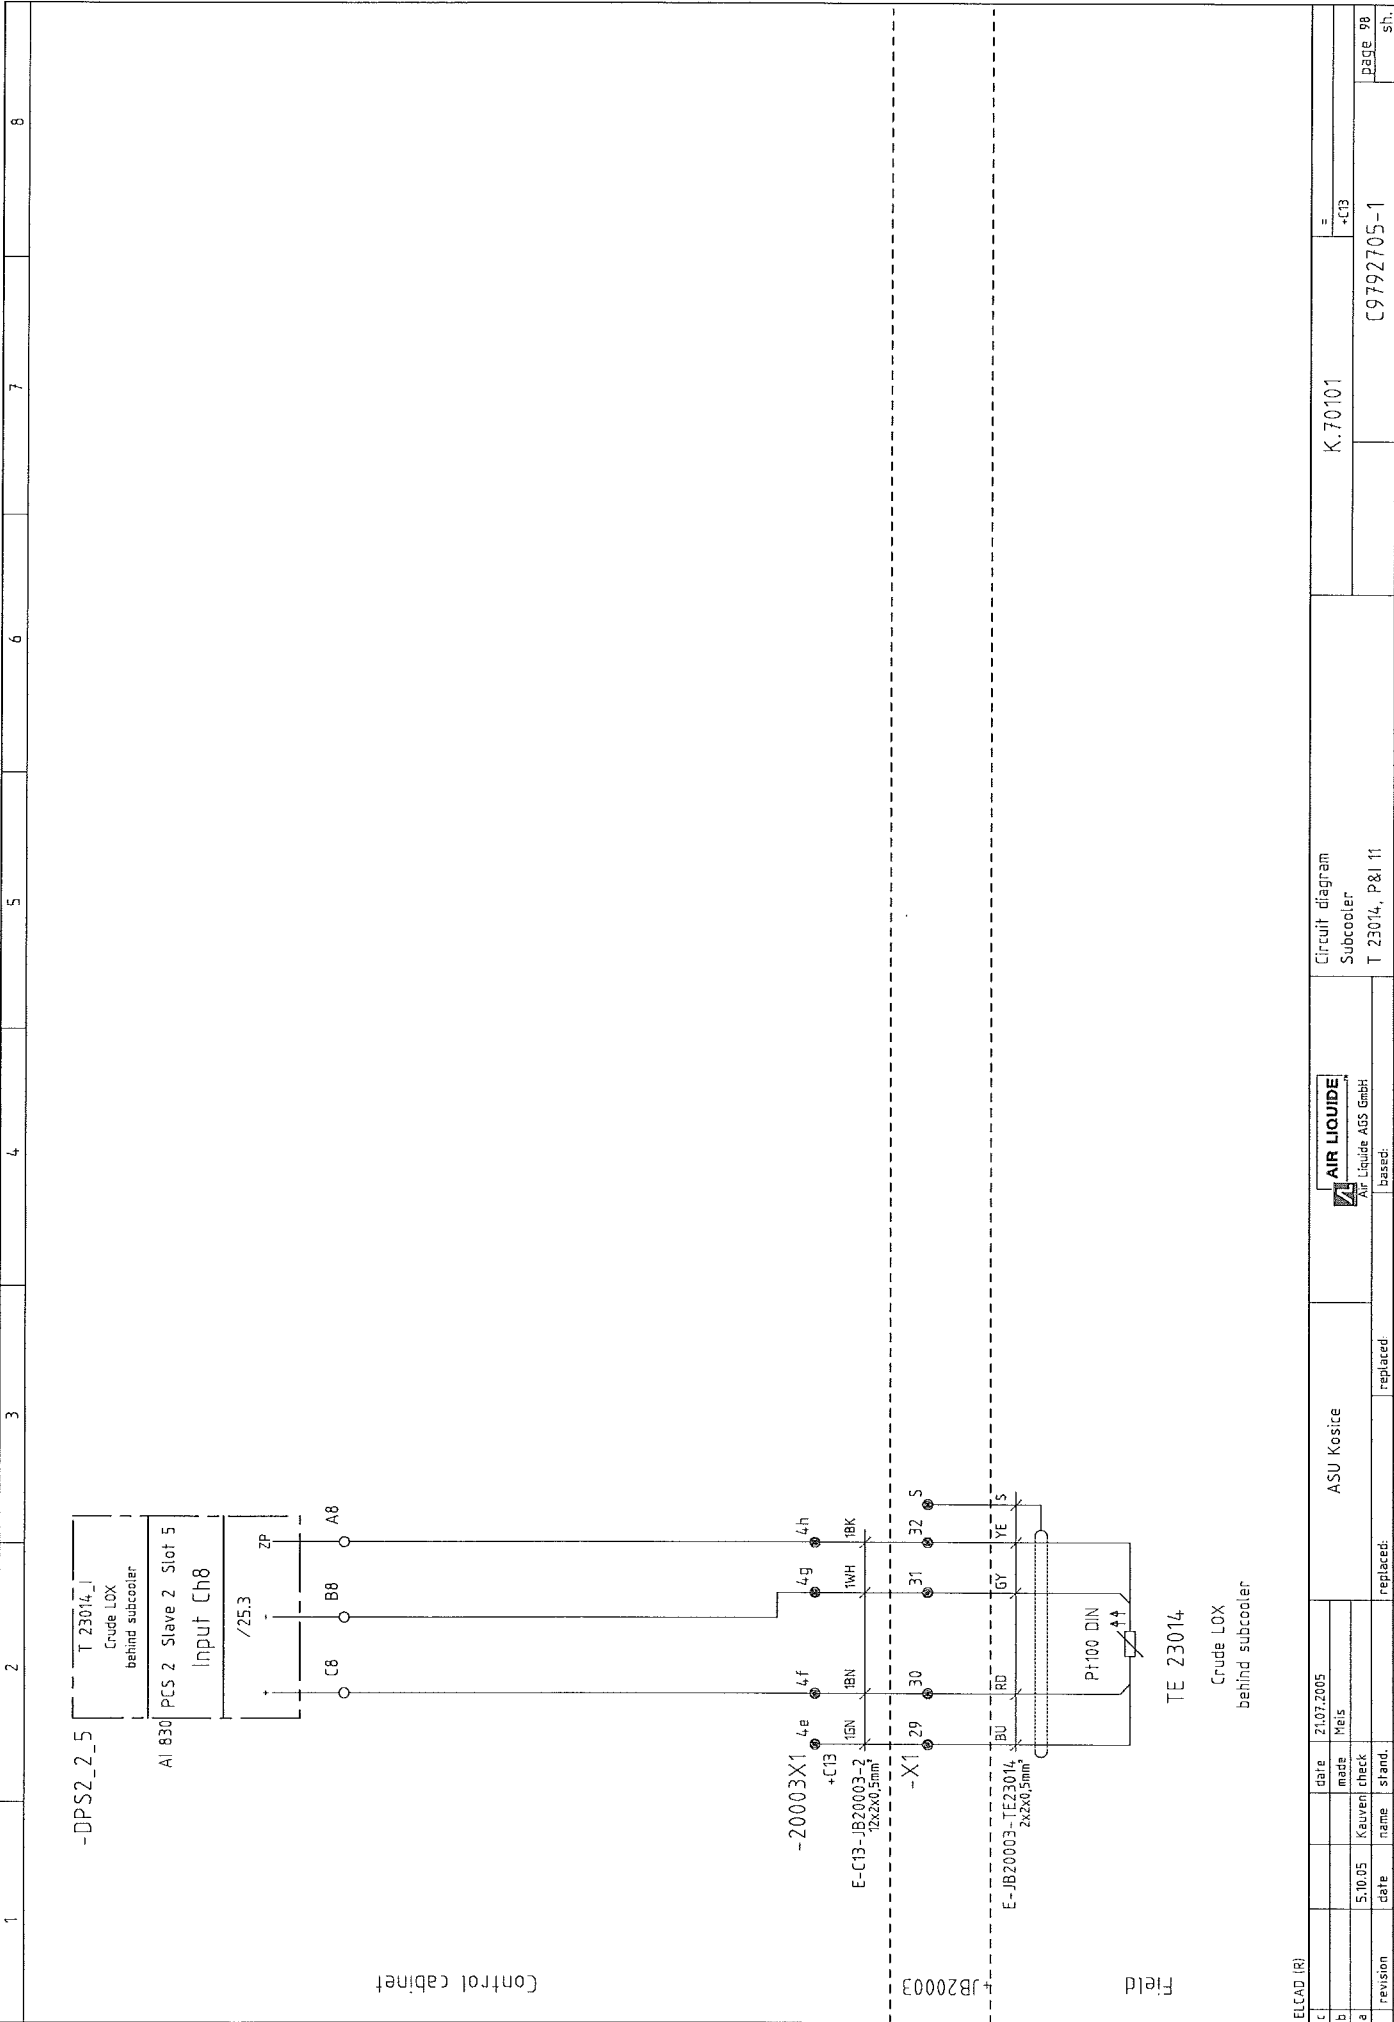 1 2 3 4 5 6 7 8
-DPS2_2_5
T 23014_I
Crude LOX
behind subcooler
AI 830
PCS 2 Slave 2 Slot 5
Input Ch8
/25.3
+ - ZP
C8 B8 A8
Control cabinet
-20003X1 4e 4f 4g 4h
+C13
1GN 1BN 1WH 1BK
E-C13-JB20003-2
12x2x0,5mm²
+JB20003
-X1 29 30 31 32 S
BU RD GY YE S
E-JB20003-TE23014
2x2x0,5mm²
Field
Pt100 DIN
TE 23014
Crude LOX
behind subcooler
ELCAD (R)
c
b
a
5.10.05 Kauven
revision date name
date 21.07.2005
made Meis
check
stand.
ASU Kosice
replaced:
replaced:
AIR LIQUIDE
Air Liquide AGS GmbH
based:
Circuit diagram
Subcooler
T 23014, P&I 11
K.70101
=
+C13
C9792705-1
page 98
sh.